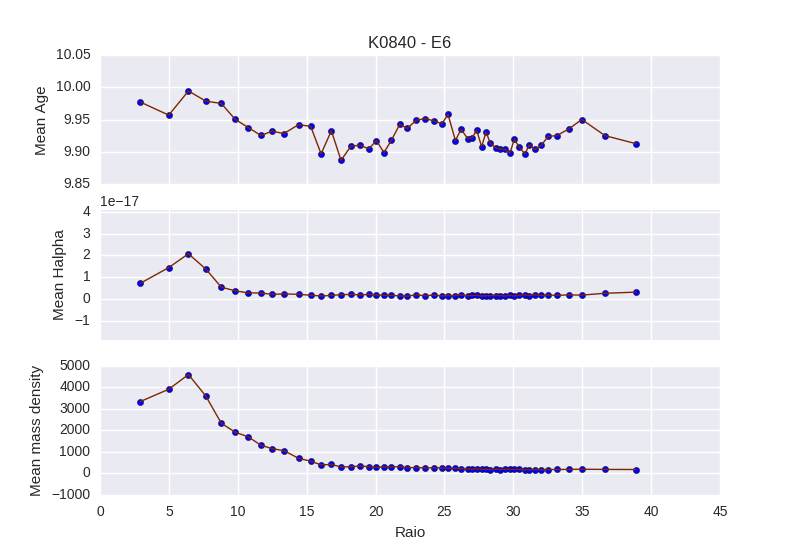 K0840 - E6
10.05
10.00
9.95
9.90
9.85
Mean Age
1e−17
4
3
2
1
0
−1
Mean Halpha
5000
4000
3000
2000
1000
0
−1000
Mean mass density
0 5 10 15 20 25 30 35 40 45
Raio